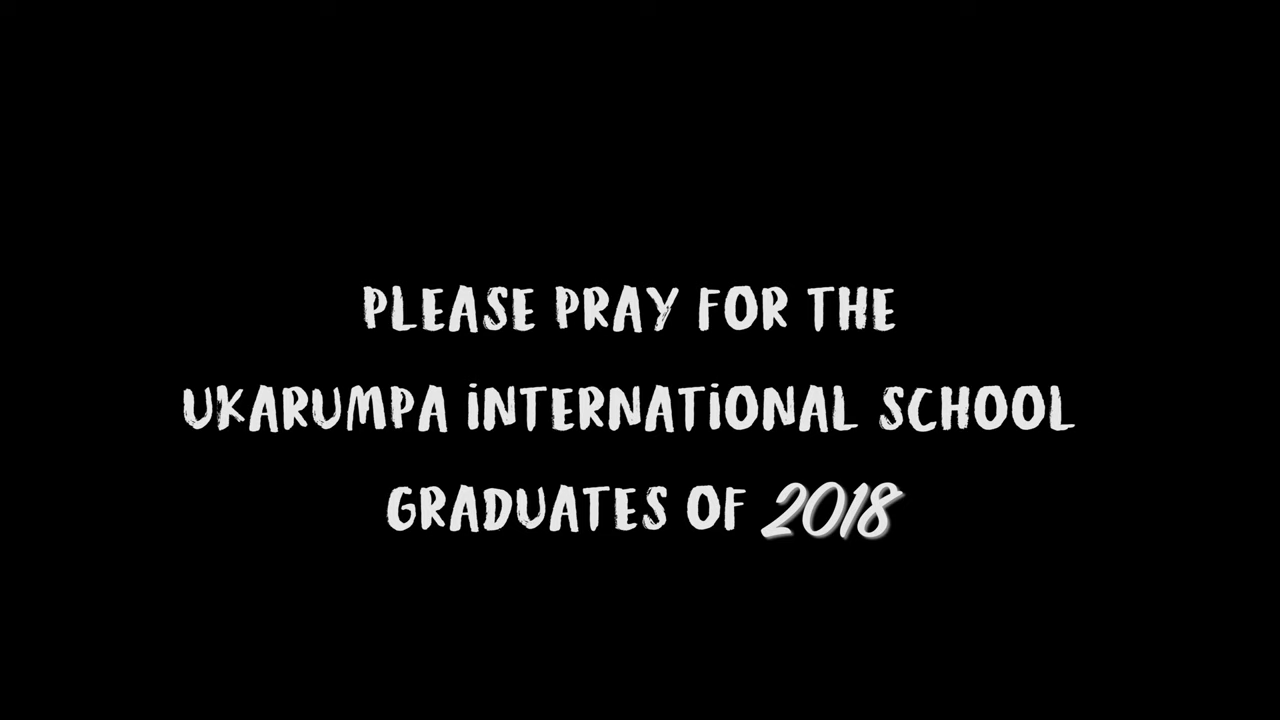 PLEASE PRAY FOR THE
UKARUMPA iNTERNATiONAL SCHOOL
GRADUATES OF 2018